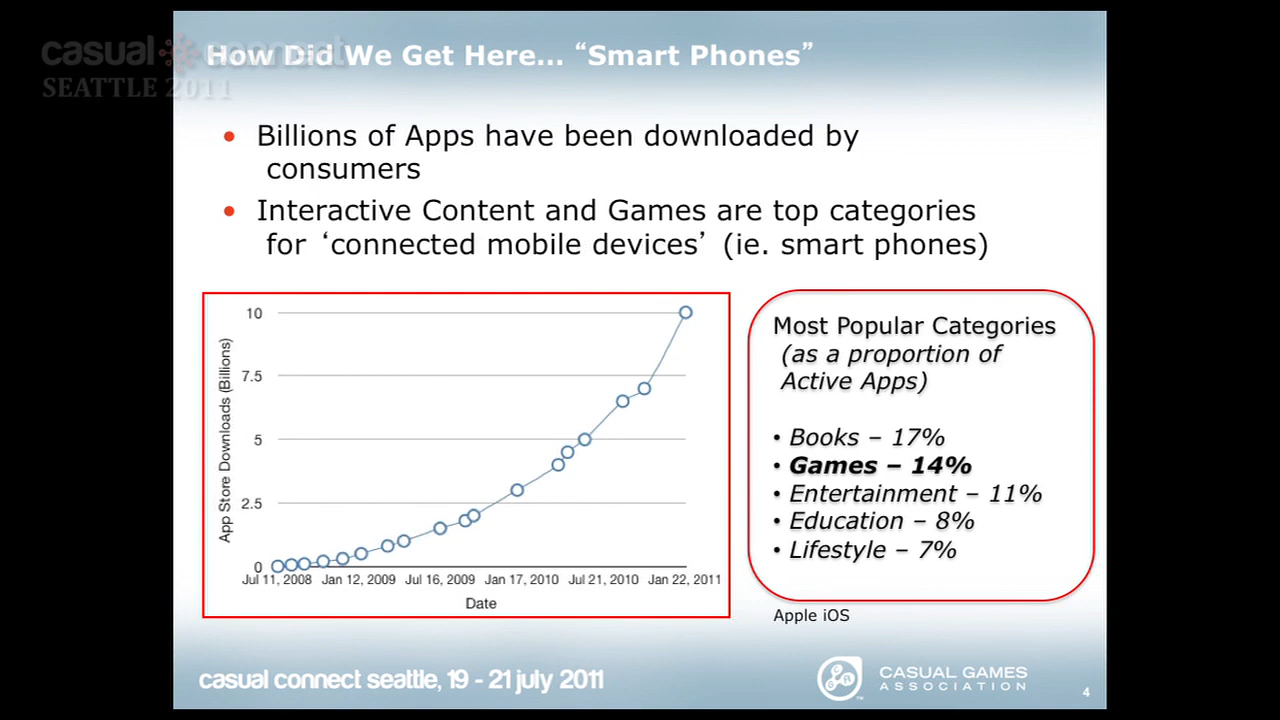 casual connect
SEATTLE 2011
How Did We Get Here... “Smart Phones”
• Billions of Apps have been downloaded by
consumers
• Interactive Content and Games are top categories
for ‘connected mobile devices’ (ie. smart phones)
App Store Downloads (Billions)
10
7.5
5
2.5
0
Jul 11, 2008 Jan 12, 2009 Jul 16, 2009 Jan 17, 2010 Jul 21, 2010 Jan 22, 2011
Date
Most Popular Categories
(as a proportion of
Active Apps)
• Books – 17%
• Games – 14%
• Entertainment – 11%
• Education – 8%
• Lifestyle – 7%
Apple iOS
casual connect seattle, 19 - 21 july 2011
CASUAL GAMES
ASSOCIATION
4